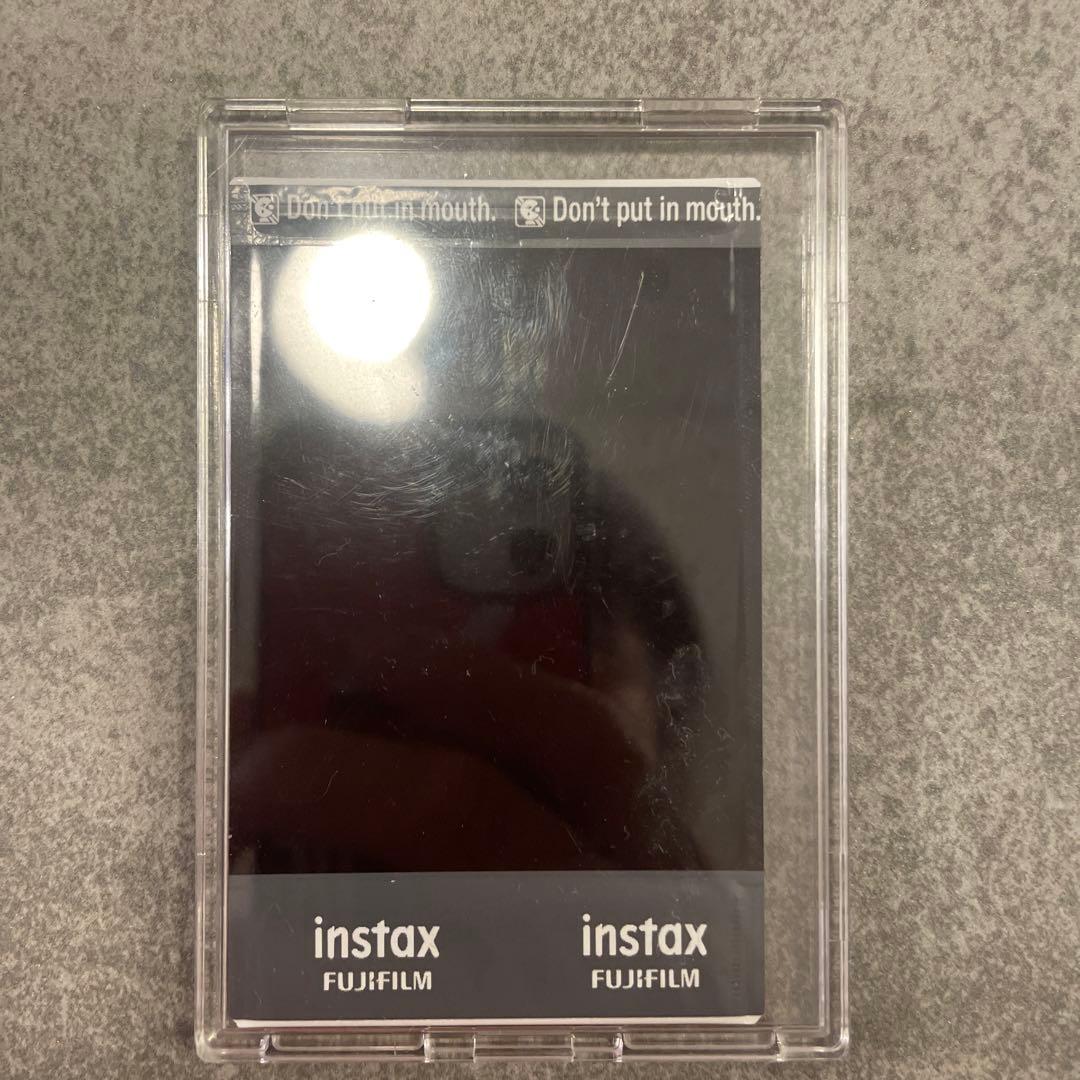 Don't put in mouth. Don't put in mouth.
instax instax
FUJIFILM FUJIFILM